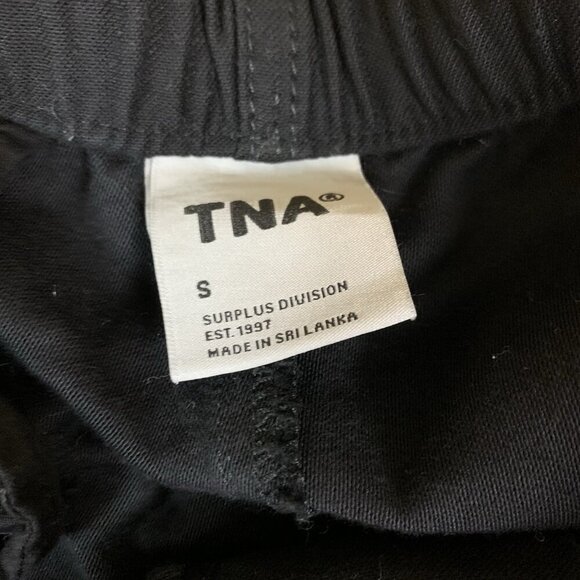 TNA®
S
SURPLUS DIVISION
EST.1997
MADE IN SRI LANKA